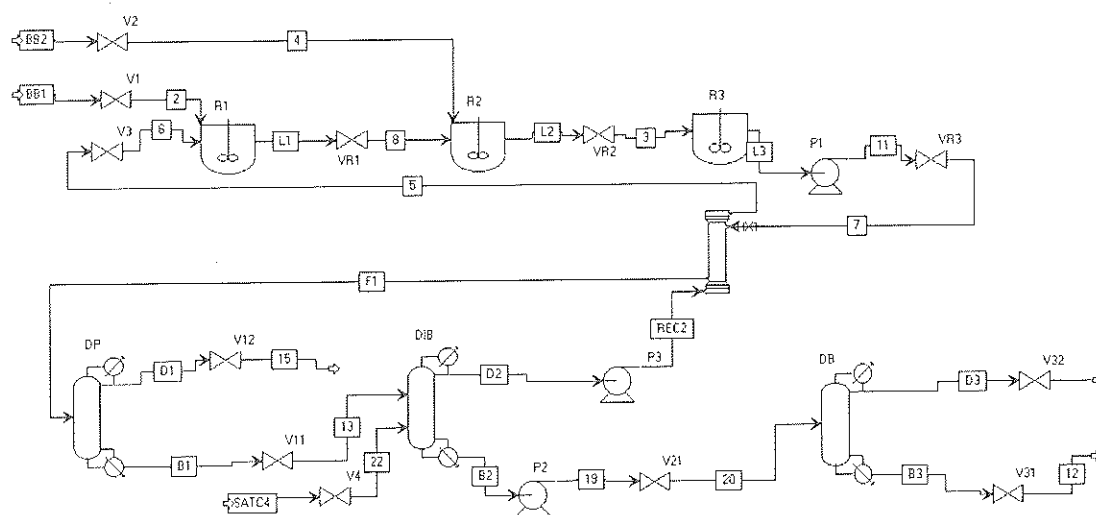 V2
BB2
4
V1
BB1
2
R1
R2
R3
V3
6
L1
8
L2
3
L3
P1
11
VR3
VR1
VR2
5
7
F1
REC2
DP
V12
DIB
P3
DB
V32
D1
15
D2
D3
13
V11
B1
22
V4
B2
P2
19
V21
20
B3
V31
12
SATC4